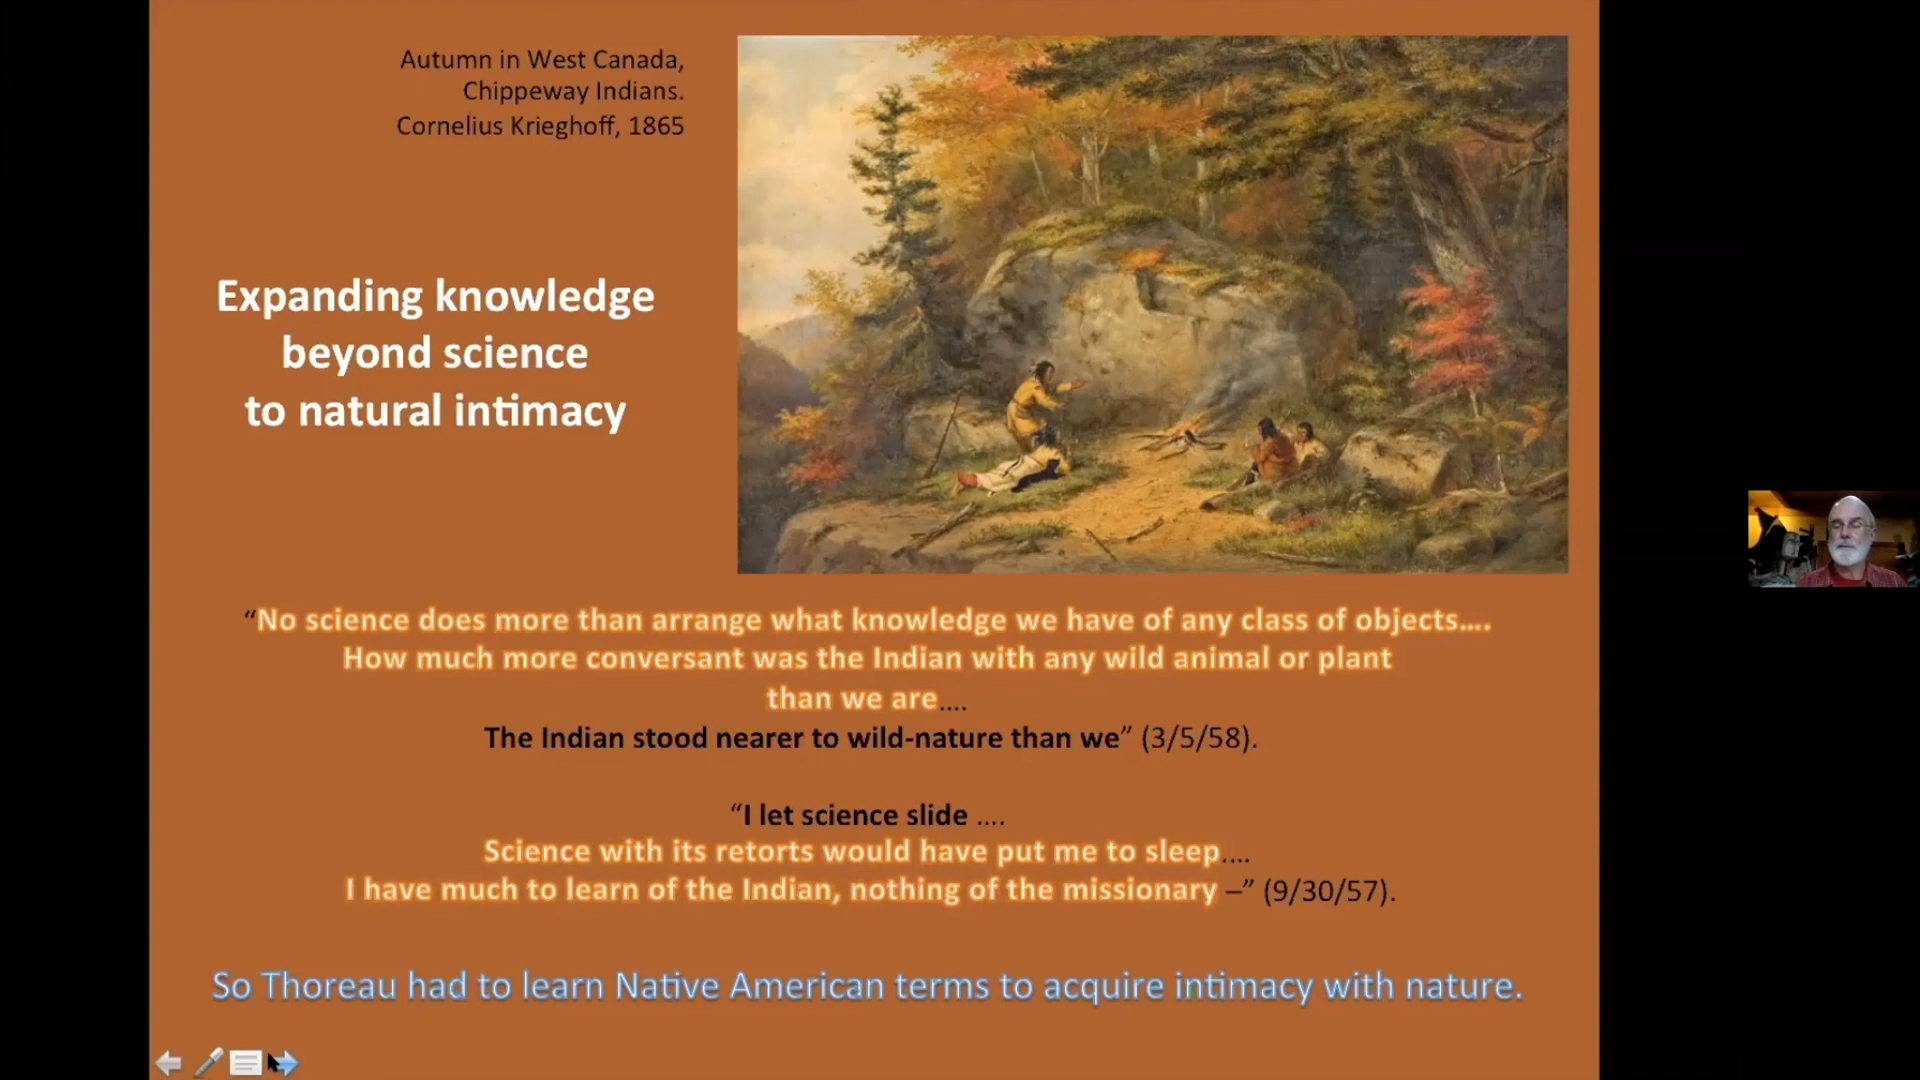 Autumn in West Canada,
Chippeway Indians.
Cornelius Krieghoff, 1865
Expanding knowledge
beyond science
to natural intimacy
“No science does more than arrange what knowledge we have of any class of objects....
How much more conversant was the Indian with any wild animal or plant
than we are....
The Indian stood nearer to wild-nature than we” (3/5/58).
“I let science slide ....
Science with its retorts would have put me to sleep....
I have much to learn of the Indian, nothing of the missionary –” (9/30/57).
So Thoreau had to learn Native American terms to acquire intimacy with nature.